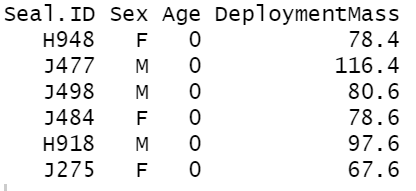 Seal.ID Sex Age DeploymentMass
H948 F 0 78.4
J477 M 0 116.4
J498 M 0 80.6
J484 F 0 78.6
H918 M 0 97.6
J275 F 0 67.6